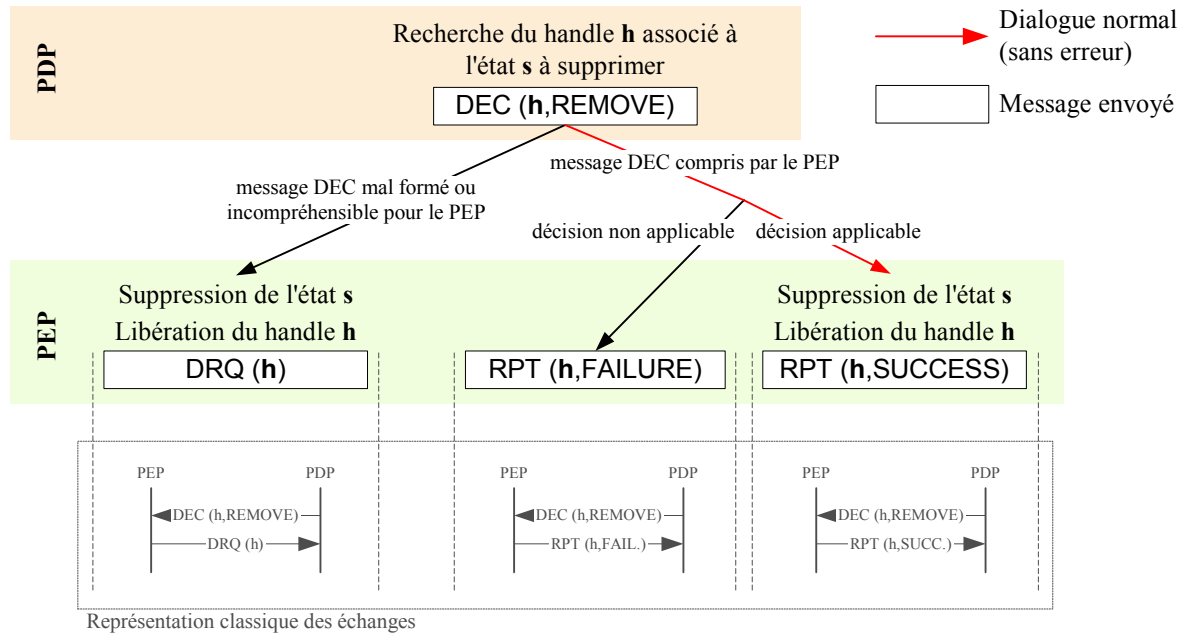 PDP
Recherche du handle h associé à
l'état s à supprimer
DEC (h,REMOVE)
Dialogue normal
(sans erreur)
Message envoyé
message DEC compris par le PEP
message DEC mal formé ou
incompréhensible pour le PEP
décision non applicable
décision applicable
PEP
Suppression de l'état s
Libération du handle h
DRQ (h)
RPT (h,FAILURE)
Suppression de l'état s
Libération du handle h
RPT (h,SUCCESS)
PEP
PDP
DEC (h,REMOVE)
DRQ (h)
PEP
PDP
DEC (h,REMOVE)
RPT (h,FAIL.)
PEP
PDP
DEC (h,REMOVE)
RPT (h,SUCC.)
Représentation classique des échanges